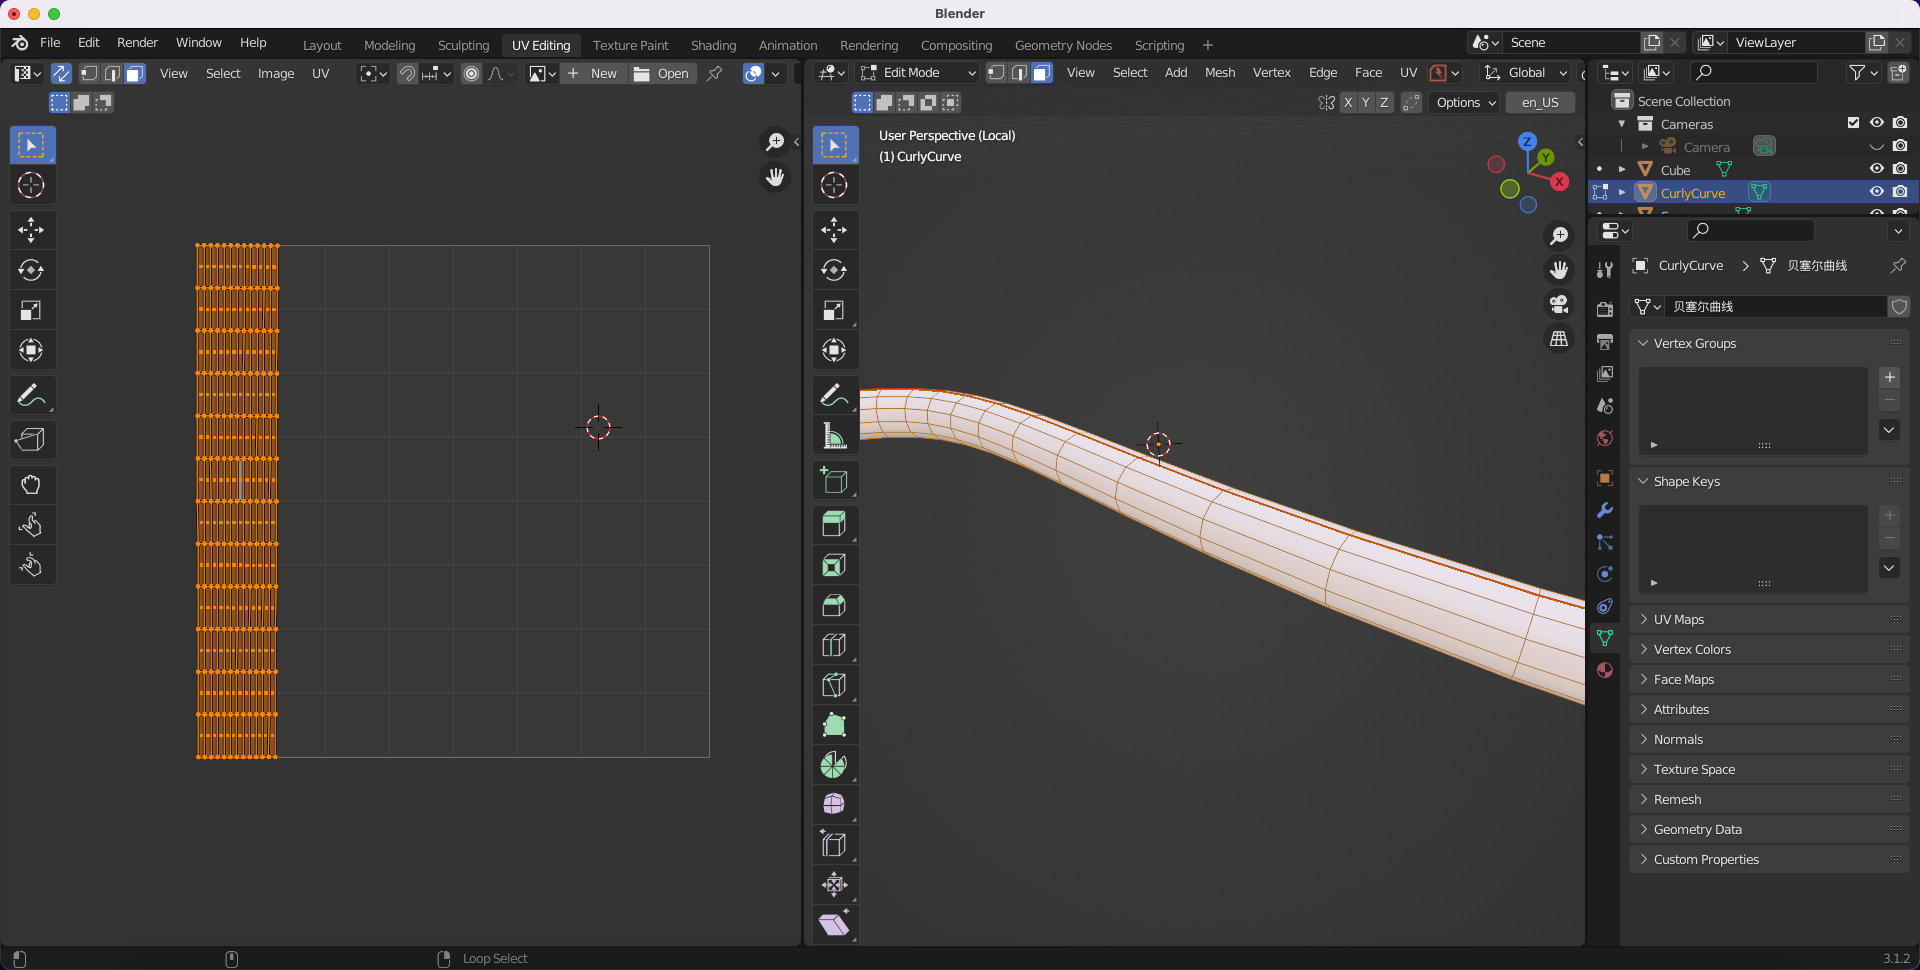 Blender
File Edit Render Window Help Layout Modeling Sculpting UV Editing Texture Paint Shading Animation Rendering Compositing Geometry Nodes Scripting + Scene ViewLayer
View Select Image UV + New Open Edit Mode View Select Add Mesh Vertex Edge Face UV Global
X Y Z Options en_US
Scene Collection
Cameras
Camera
Cube
CurlyCurve
User Perspective (Local)
(1) CurlyCurve
Z
Y
X
CurlyCurve > 贝塞尔曲线
贝塞尔曲线
Vertex Groups
Shape Keys
UV Maps
Vertex Colors
Face Maps
Attributes
Normals
Texture Space
Remesh
Geometry Data
Custom Properties
Loop Select
3.1.2